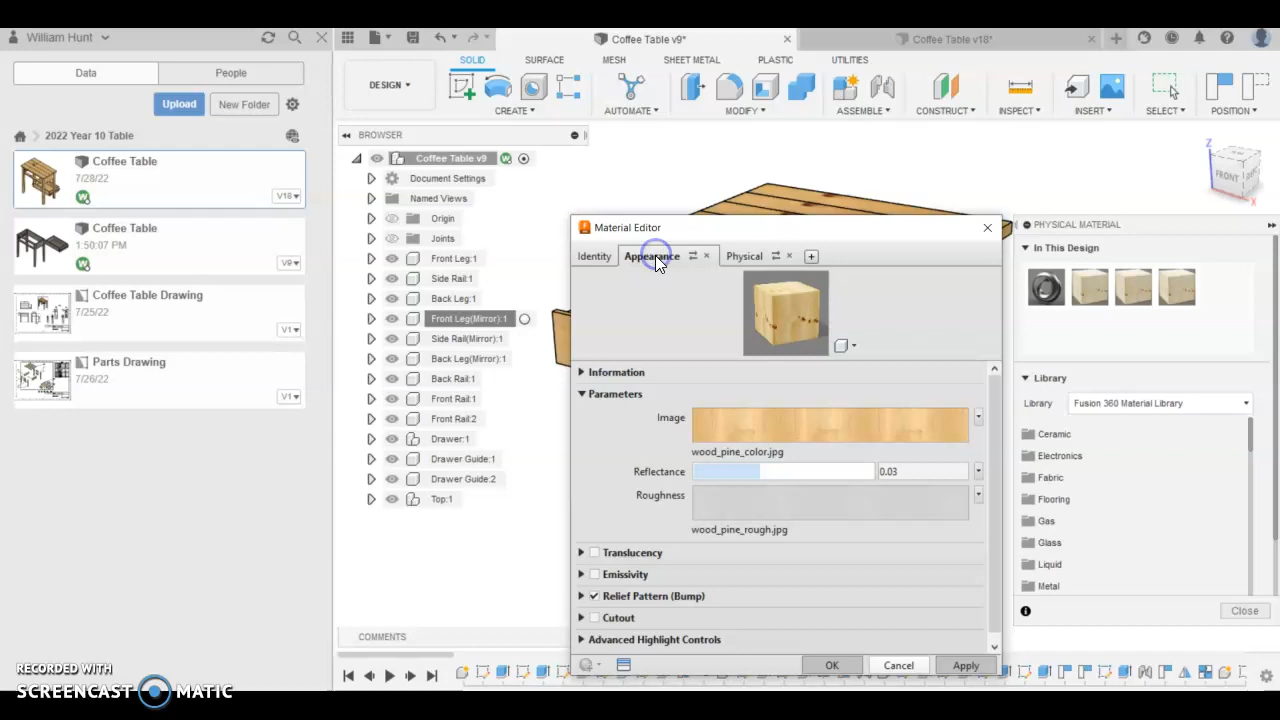 William Hunt
Coffee Table v9*
Coffee Table v18*
Data
People
Upload
New Folder
2022 Year 10 Table
Coffee Table
7/28/22
V18
Coffee Table
1:50:07 PM
V9
Coffee Table Drawing
7/25/22
V1
Parts Drawing
7/26/22
V1
DESIGN
SOLID
SURFACE
MESH
SHEET METAL
PLASTIC
UTILITIES
CREATE
AUTOMATE
MODIFY
ASSEMBLE
CONSTRUCT
INSPECT
INSERT
SELECT
POSITION
BROWSER
Coffee Table v9
Document Settings
Named Views
Origin
Joints
Front Leg:1
Side Rail:1
Back Leg:1
Front Leg(Mirror):1
Side Rail(Mirror):1
Back Leg(Mirror):1
Back Rail:1
Front Rail:1
Front Rail:2
Drawer:1
Drawer Guide:1
Drawer Guide:2
Top:1
COMMENTS
Z
FRONT
X
Material Editor
Identity
Appearance
Physical
Information
Parameters
Image
wood_pine_color.jpg
Reflectance
0.03
Roughness
wood_pine_rough.jpg
Translucency
Emissivity
Relief Pattern (Bump)
Cutout
Advanced Highlight Controls
OK
Cancel
Apply
PHYSICAL MATERIAL
In This Design
Library
Library
Fusion 360 Material Library
Ceramic
Electronics
Fabric
Flooring
Gas
Glass
Liquid
Metal
Close
RECORDED WITH
SCREENCAST MATIC